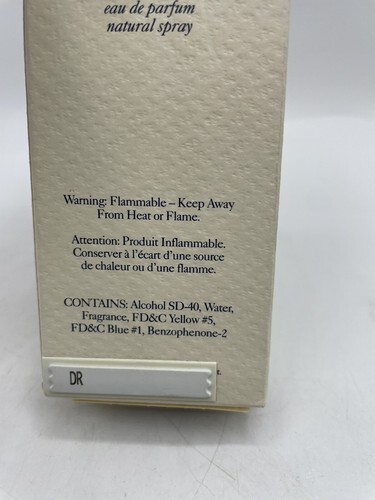 eau de parfum
natural spray
Warning: Flammable – Keep Away
From Heat or Flame.
Attention: Produit Inflammable.
Conserver à l'écart d'une source
de chaleur ou d'une flamme.
CONTAINS: Alcohol SD-40, Water,
Fragrance, FD&C Yellow #5,
FD&C Blue #1, Benzophenone-2
DR